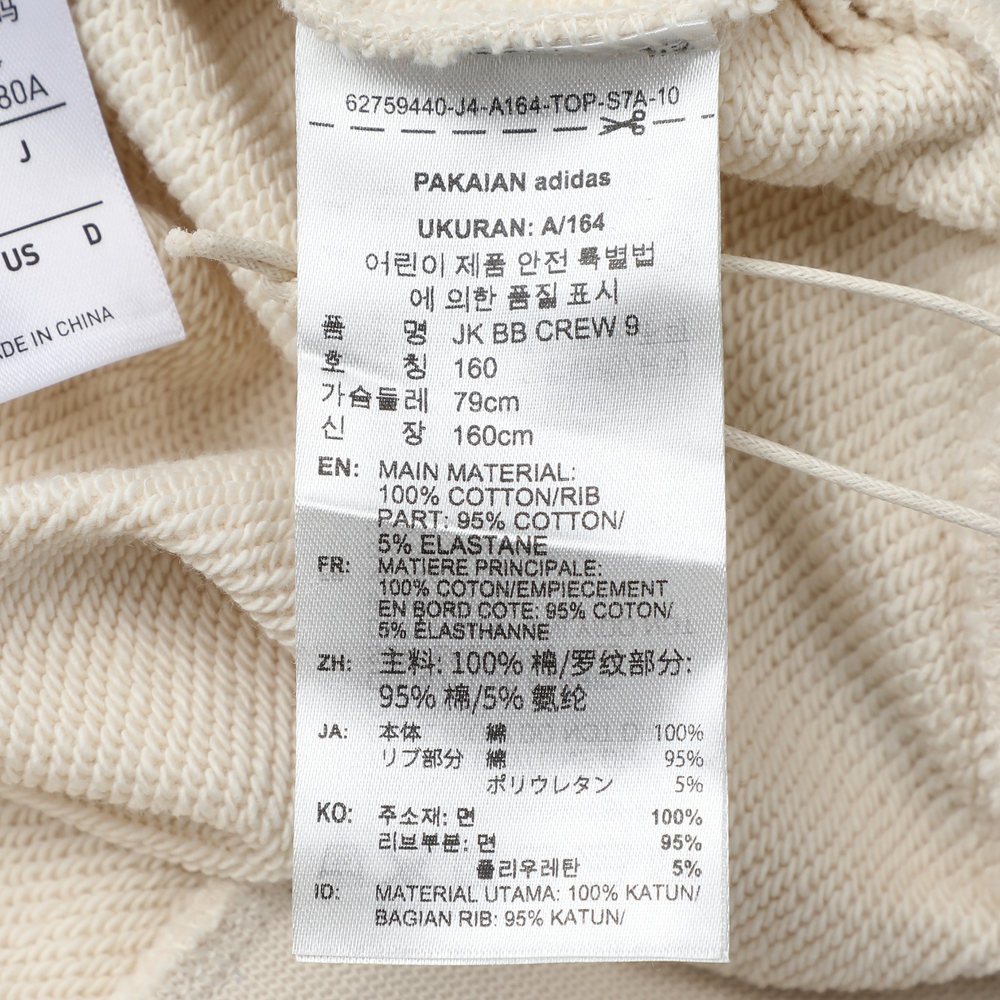 80A
J
US D
DE IN CHINA
62759440-J4-A164-TOP-S7A-10
PAKAIAN adidas
UKURAN: A/164
어린이 제품 안전 특별법
에 의한 품질 표시
품 명 JK BB CREW 9
호 칭 160
가슴둘레 79cm
신 장 160cm
EN: MAIN MATERIAL:
100% COTTON/RIB
PART: 95% COTTON/
5% ELASTANE
FR: MATIERE PRINCIPALE:
100% COTON/EMPIECEMENT
EN BORD COTE: 95% COTON/
5% ELASTHANNE
ZH: 主料: 100% 棉/罗纹部分:
95% 棉/5% 氨纶
JA: 本体 綿 100%
リブ部分 綿 95%
ポリウレタン 5%
KO: 주소재: 면 100%
리브부분: 면 95%
폴리우레탄 5%
ID: MATERIAL UTAMA: 100% KATUN/
BAGIAN RIB: 95% KATUN/